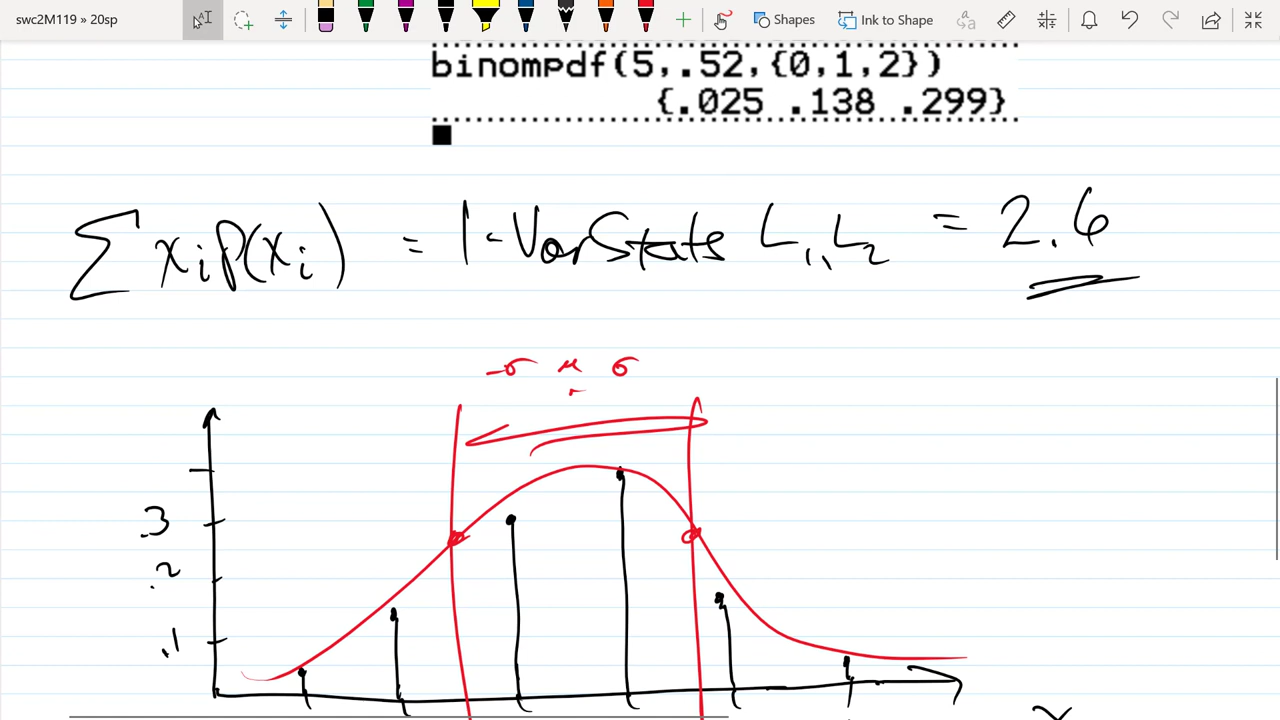 swc2M119 » 20sp
Shapes
Ink to Shape
binompdf(5,.52,{0,1,2})
{.025 .138 .299}
∑ xᵢ p(xᵢ) = 1-VarStats L₁, L₂ = 2.6
-σ μ σ
.3
.2
.1
X